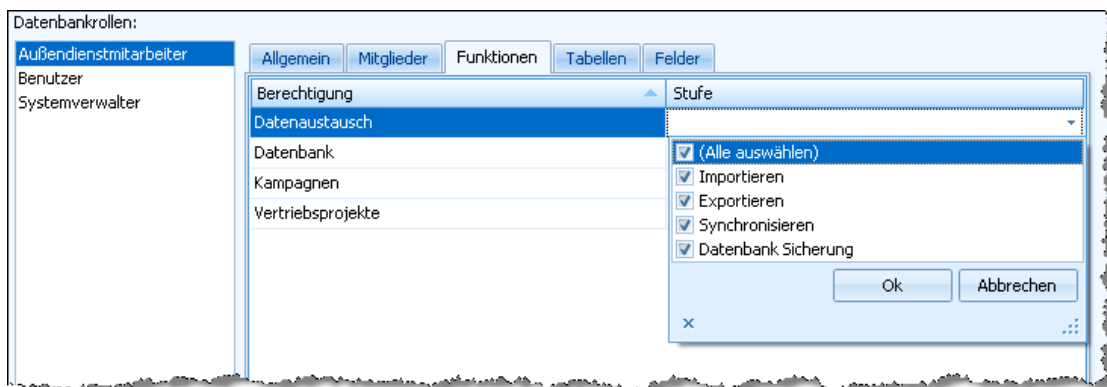 Datenbankrollen:
Außendienstmitarbeiter
Benutzer
Systemverwalter
Allgemein Mitglieder Funktionen Tabellen Felder
Berechtigung Stufe
Datenaustausch
Datenbank
Kampagnen
Vertriebsprojekte
(Alle auswählen)
Importieren
Exportieren
Synchronisieren
Datenbank Sicherung
Ok Abbrechen